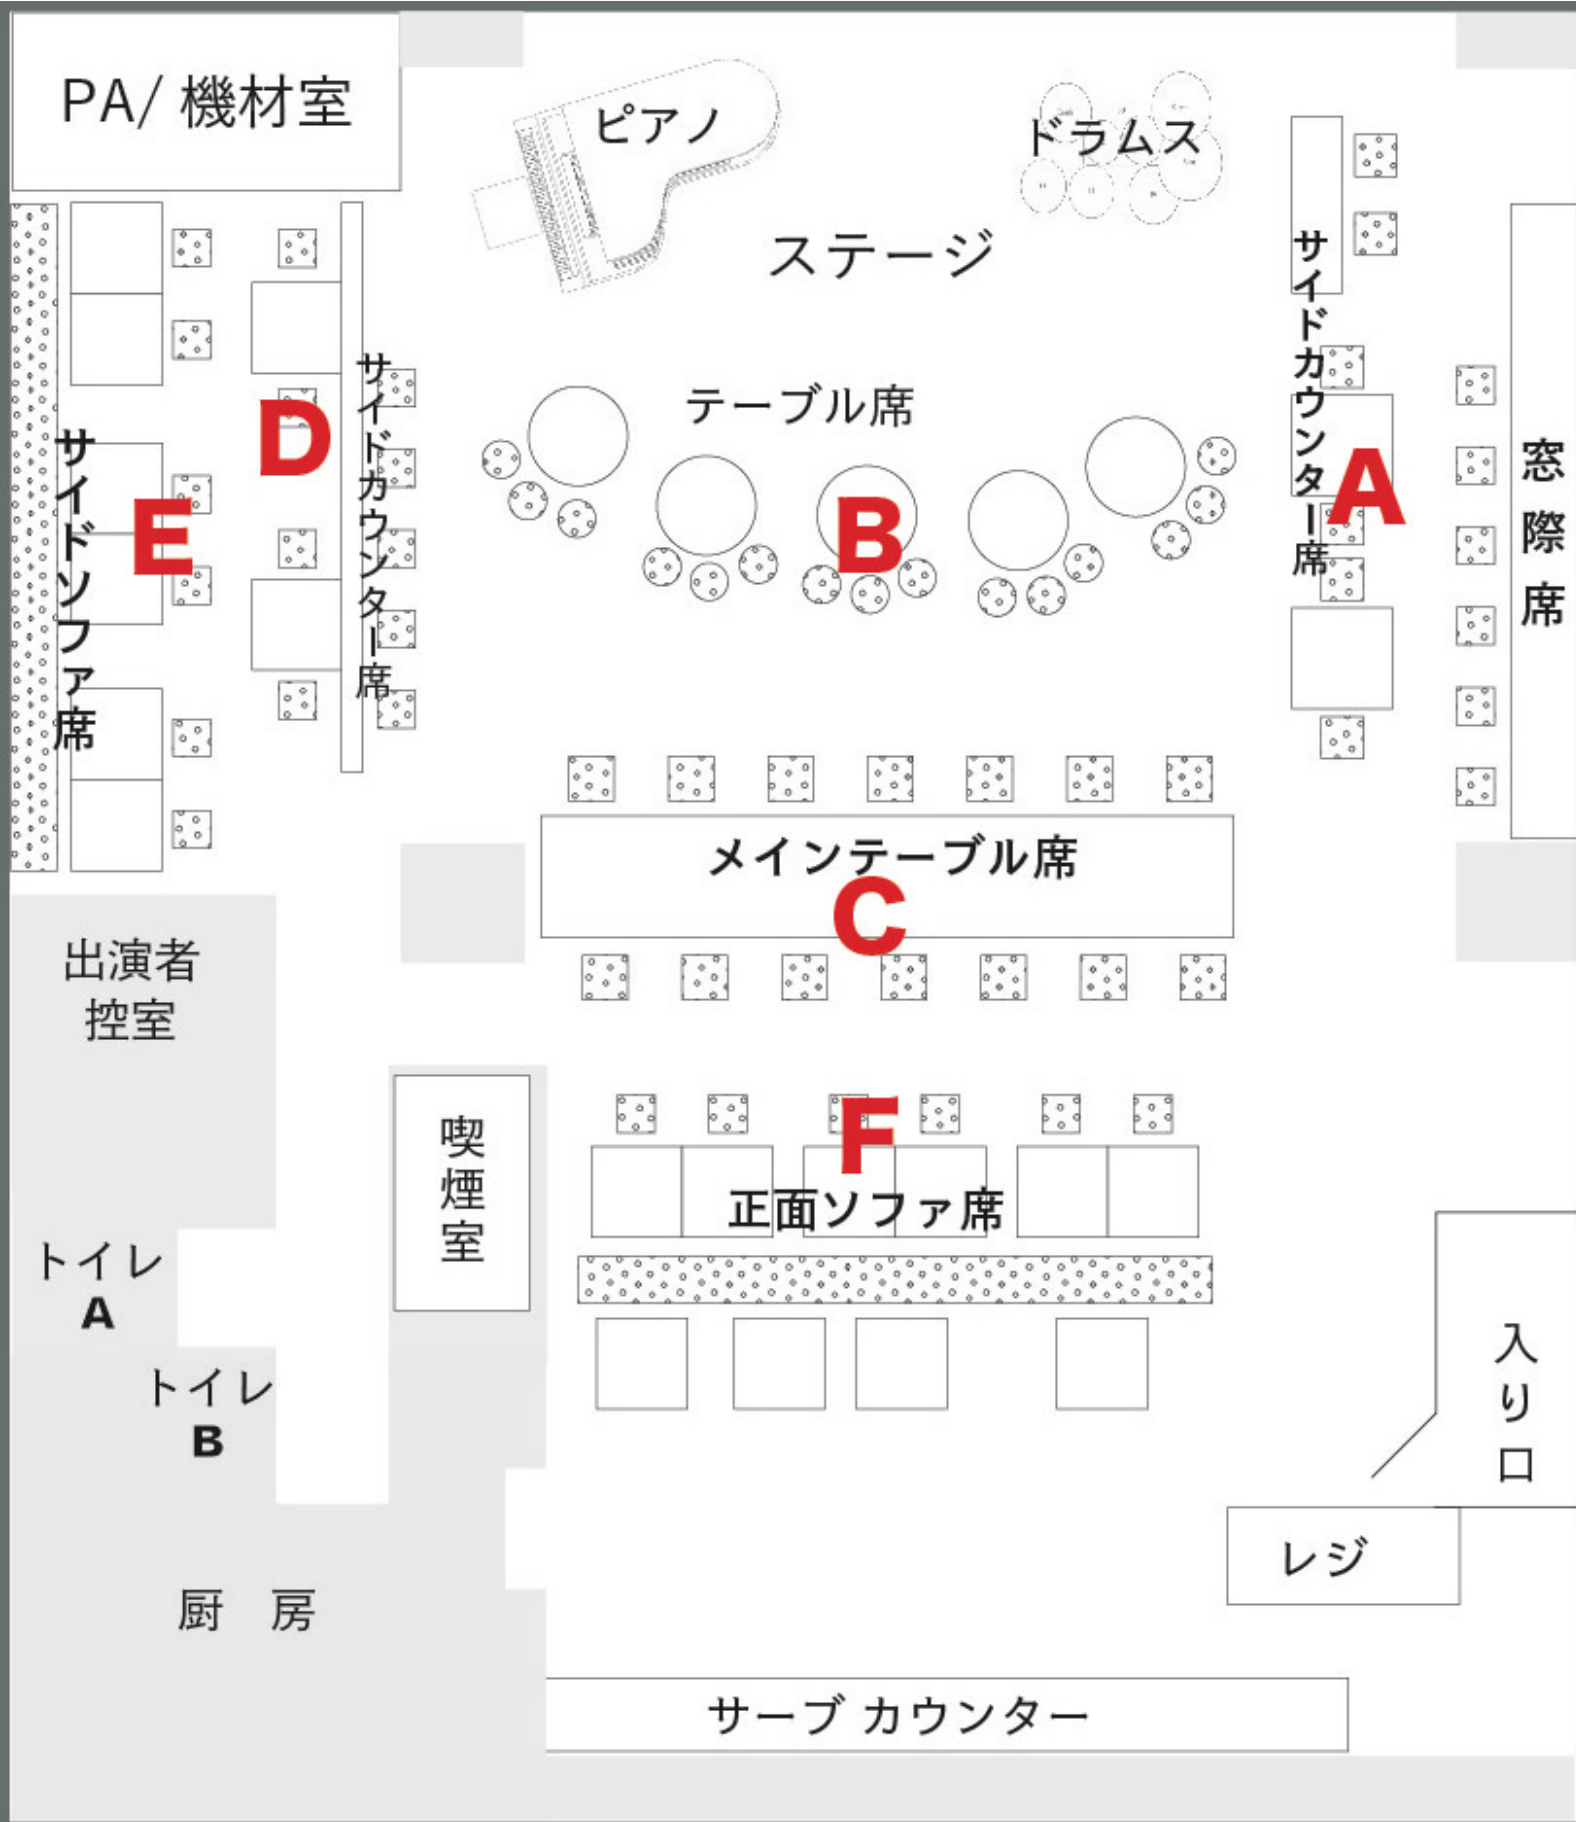 PA/ 機材室
ピアノ
ドラムス
ステージ
テーブル席
サイドカウンター席
A
窓際席
サイドカウンター席
D
サイドソファ席
E
B
メインテーブル席
C
出演者
控室
喫煙室
F
正面ソファ席
トイレ
A
トイレ
B
入り口
レジ
厨 房
サーブ カウンター